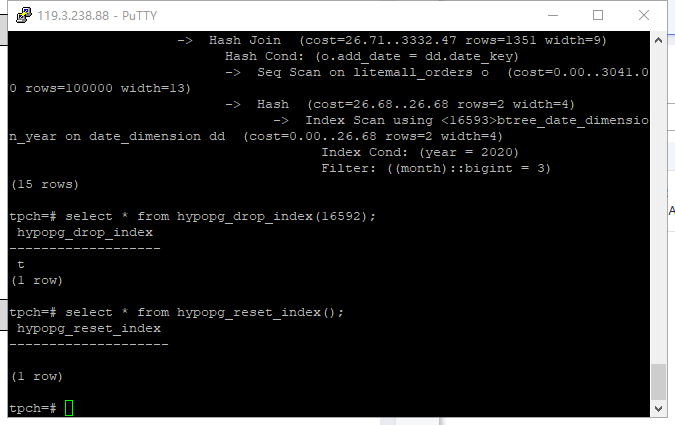 119.3.238.88 - PuTTY
->  Hash Join  (cost=26.71..3332.47 rows=1351 width=9)
Hash Cond: (o.add_date = dd.date_key)
->  Seq Scan on litemall_orders o  (cost=0.00..3041.0
0 rows=100000 width=13)
->  Hash  (cost=26.68..26.68 rows=2 width=4)
->  Index Scan using <16593>btree_date_dimensio
n_year on date_dimension dd  (cost=0.00..26.68 rows=2 width=4)
Index Cond: (year = 2020)
Filter: ((month)::bigint = 3)
(15 rows)
tpch=# select * from hypopg_drop_index(16592);
hypopg_drop_index
-------------------
t
(1 row)
tpch=# select * from hypopg_reset_index();
hypopg_reset_index
--------------------
(1 row)
tpch=#
A